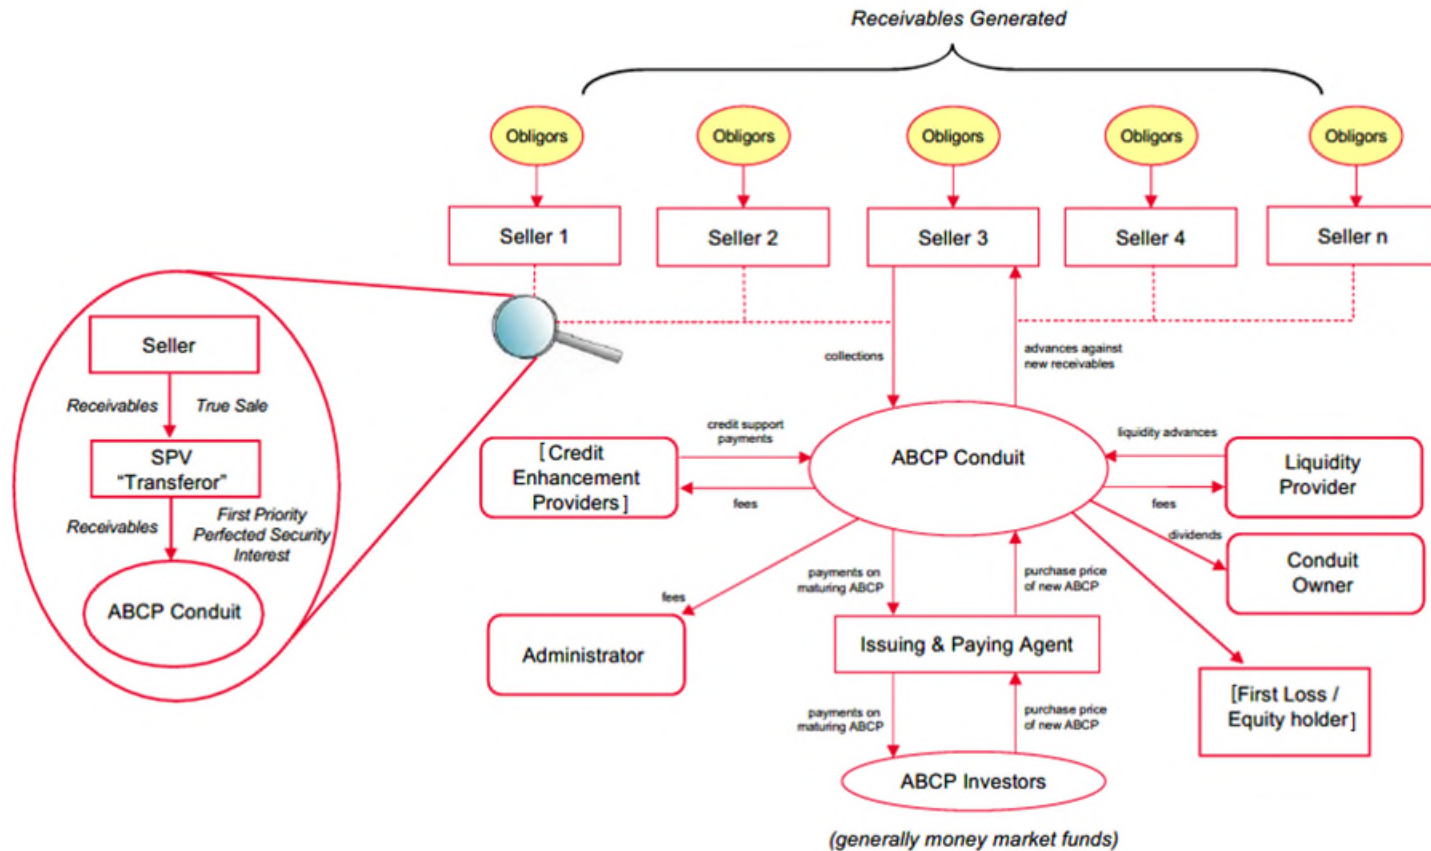 Receivables Generated
Obligors
Obligors
Obligors
Obligors
Obligors
Seller 1
Seller 2
Seller 3
Seller 4
Seller n
Seller
Receivables
True Sale
SPV
“Transferor”
Receivables
First Priority
Perfected Security
Interest
ABCP Conduit
collections
advances against
new receivables
[Credit
Enhancement
Providers]
credit support
payments
fees
ABCP Conduit
liquidity advances
fees
Liquidity
Provider
dividends
Conduit
Owner
fees
Administrator
payments on
maturing ABCP
purchase price
of new ABCP
Issuing & Paying Agent
[First Loss /
Equity holder]
payments on
maturing ABCP
purchase price
of new ABCP
ABCP Investors
(generally money market funds)